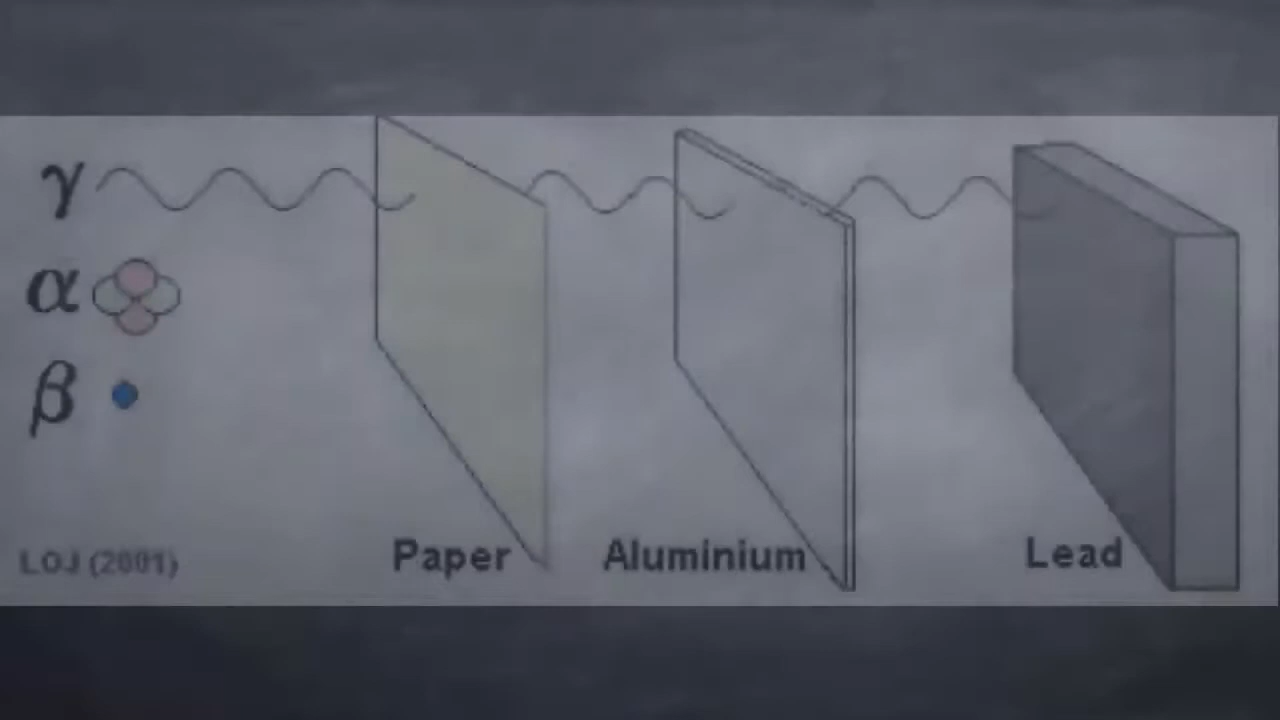 γ
α
β
Paper
Aluminium
Lead
LOJ (2001)